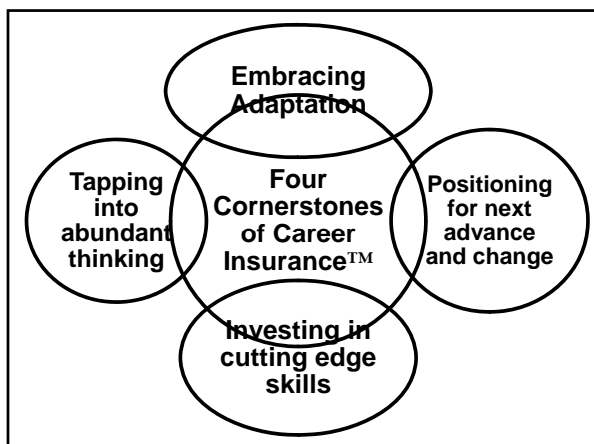 Embracing
Adaptation
Tapping
into
abundant
thinking
Four
Cornerstones
of Career
Insurance™
Positioning
for next
advance
and change
Investing in
cutting edge
skills